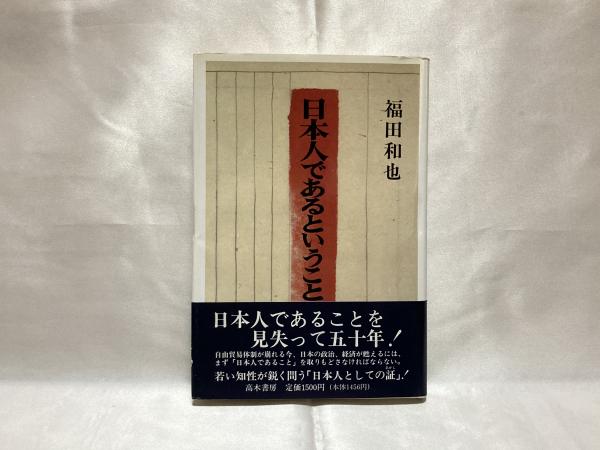 福田和也
日本人であるということ
日本人であることを
見失って五十年!
自由貿易体制が崩れる今、日本の政治、経済が甦えるには、
まず「日本人であること」を取りもどさなければならない。
若い知性が鋭く問う「日本人としての証」!
あかし
高木書房 定価1500円(本体1456円)